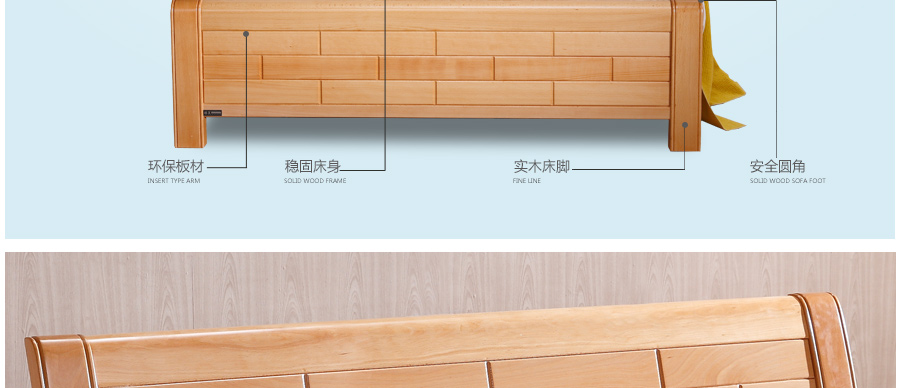 环保板材
INSERT TYPE ARM
稳固床身
SOLID WOOD FRAME
实木床脚
FINE LINE
安全圆角
SOLID WOOD SOFA FOOT